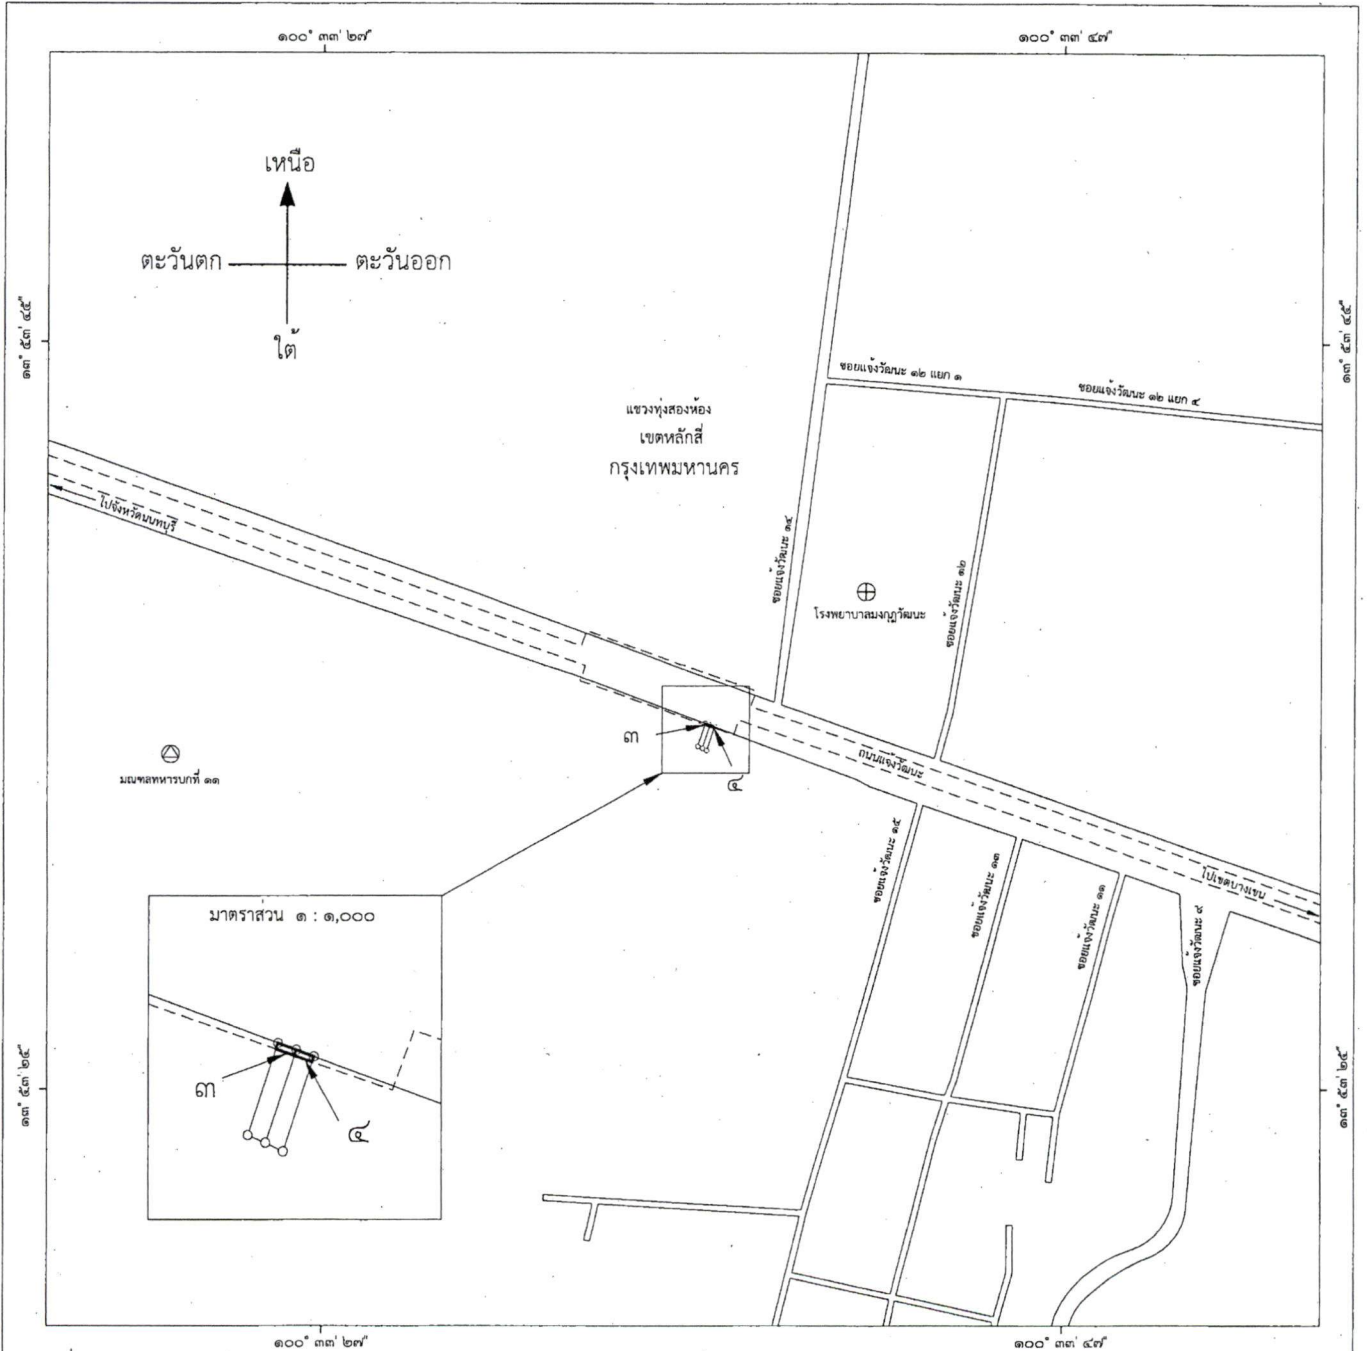 ๑๐๐° ๓๓' ๒๗"
๑๐๐° ๓๓' ๔๗"
เหนือ
ตะวันตก
ตะวันออก
ใต้
๑๓° ๕๓' ๔๕"
๑๓° ๕๓' ๔๕"
ซอยแจ้งวัฒนะ ๑๒ แยก ๑
ซอยแจ้งวัฒนะ ๑๒ แยก ๔
แขวงทุ่งสองห้อง
เขตหลักสี่
กรุงเทพมหานคร
ไปจังหวัดนนทบุรี
ซอยแจ้งวัฒนะ ๑๔
ซอยแจ้งวัฒนะ ๑๒
โรงพยาบาลมงกุฎวัฒนะ
๓
๔
มณฑลทหารบกที่ ๑๑
ถนนแจ้งวัฒนะ
ซอยแจ้งวัฒนะ ๑๕
ซอยแจ้งวัฒนะ ๑๓
ซอยแจ้งวัฒนะ ๑๑
ไปเขตบางเขน
ซอยแจ้งวัฒนะ ๙
มาตราส่วน ๑ : ๑,๐๐๐
๓
๔
๑๓° ๕๓' ๒๕"
๑๓° ๕๓' ๒๕"
๑๐๐° ๓๓' ๒๗"
๑๐๐° ๓๓' ๔๗"